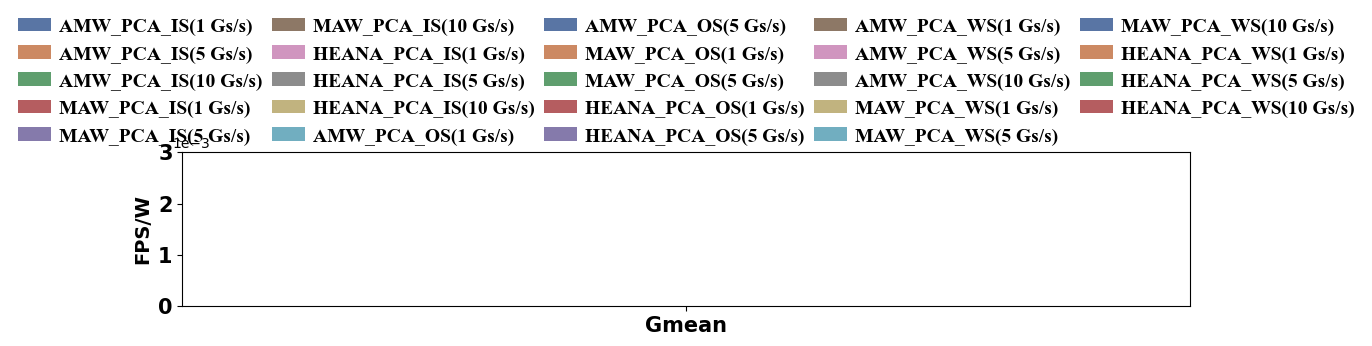 AMW_PCA_IS(1 Gs/s) MAW_PCA_IS(10 Gs/s) AMW_PCA_OS(5 Gs/s) AMW_PCA_WS(1 Gs/s) MAW_PCA_WS(10 Gs/s)
AMW_PCA_IS(5 Gs/s) HEANA_PCA_IS(1 Gs/s) MAW_PCA_OS(1 Gs/s) AMW_PCA_WS(5 Gs/s) HEANA_PCA_WS(1 Gs/s)
AMW_PCA_IS(10 Gs/s) HEANA_PCA_IS(5 Gs/s) MAW_PCA_OS(5 Gs/s) AMW_PCA_WS(10 Gs/s) HEANA_PCA_WS(5 Gs/s)
MAW_PCA_IS(1 Gs/s) HEANA_PCA_IS(10 Gs/s) HEANA_PCA_OS(1 Gs/s) MAW_PCA_WS(1 Gs/s) HEANA_PCA_WS(10 Gs/s)
MAW_PCA_IS(5 Gs/s) AMW_PCA_OS(1 Gs/s) HEANA_PCA_OS(5 Gs/s) MAW_PCA_WS(5 Gs/s)
1e−3
3
2
1
0
FPS/W
Gmean